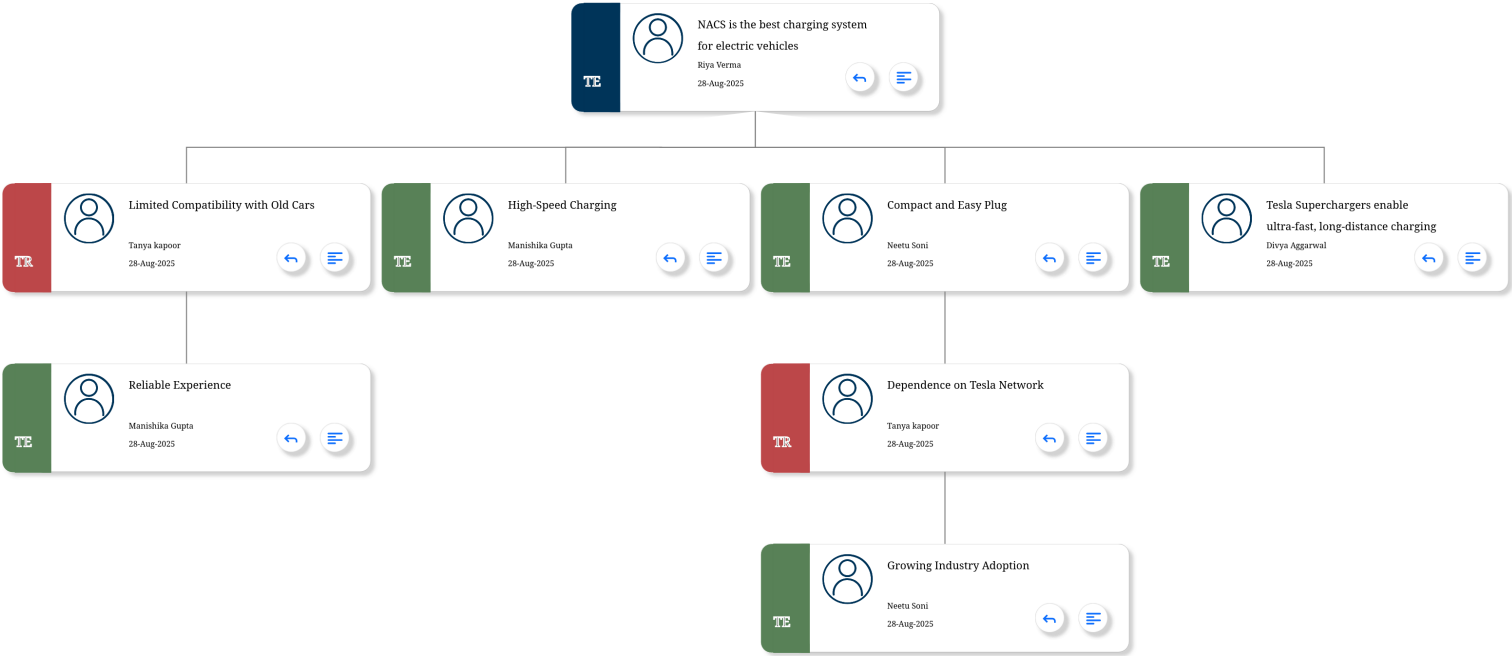 NACS is the best charging system
for electric vehicles
Riya Verma
28-Aug-2025
TE
Limited Compatibility with Old Cars
Tanya kapoor
28-Aug-2025
TR
High-Speed Charging
Manishika Gupta
28-Aug-2025
TE
Compact and Easy Plug
Neetu Soni
28-Aug-2025
TE
Tesla Superchargers enable
ultra-fast, long-distance charging
Divya Aggarwal
28-Aug-2025
TE
Reliable Experience
Manishika Gupta
28-Aug-2025
TE
Dependence on Tesla Network
Tanya kapoor
28-Aug-2025
TR
Growing Industry Adoption
Neetu Soni
28-Aug-2025
TE